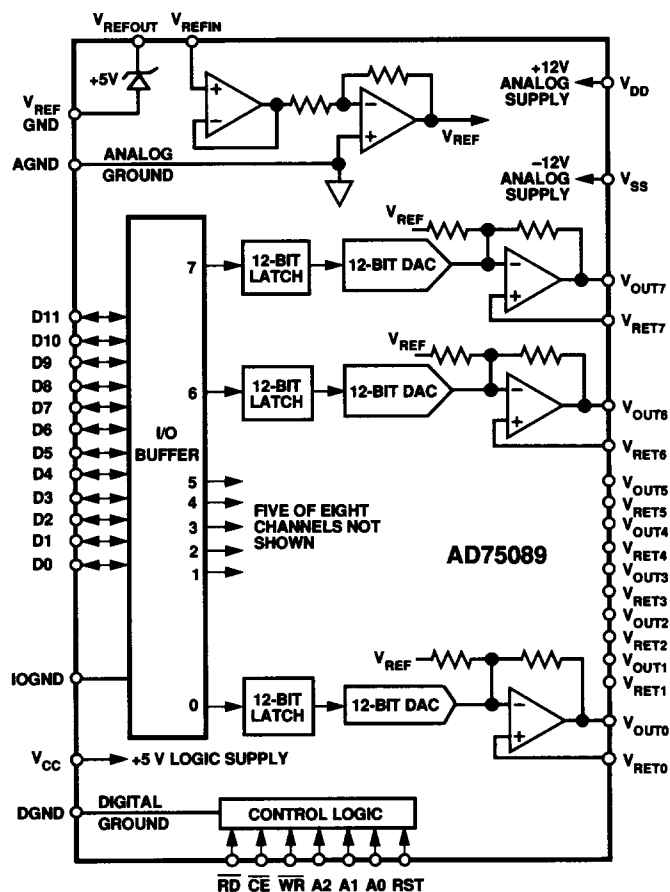 VREFOUT
VREFIN
+5V
VREF
GND
VREF
+12V
ANALOG
SUPPLY
VDD
AGND
ANALOG
GROUND
−12V
ANALOG
SUPPLY
VSS
7
12-BIT
LATCH
12-BIT DAC
VREF
−
+
VOUT7
VRET7
6
12-BIT
LATCH
12-BIT DAC
VREF
−
+
VOUT6
VRET6
D11
D10
D9
D8
D7
D6
D5
D4
D3
D2
D1
D0
I/O
BUFFER
5
4
3
2
1
FIVE OF EIGHT
CHANNELS NOT
SHOWN
AD75089
VOUT5
VRET5
VOUT4
VRET4
VOUT3
VRET3
VOUT2
VRET2
VOUT1
VRET1
IOGND
0
12-BIT
LATCH
12-BIT DAC
VREF
−
+
VOUT0
VRET0
VCC
+5 V LOGIC SUPPLY
DGND
DIGITAL
GROUND
CONTROL LOGIC
RD CE WR A2 A1 A0 RST